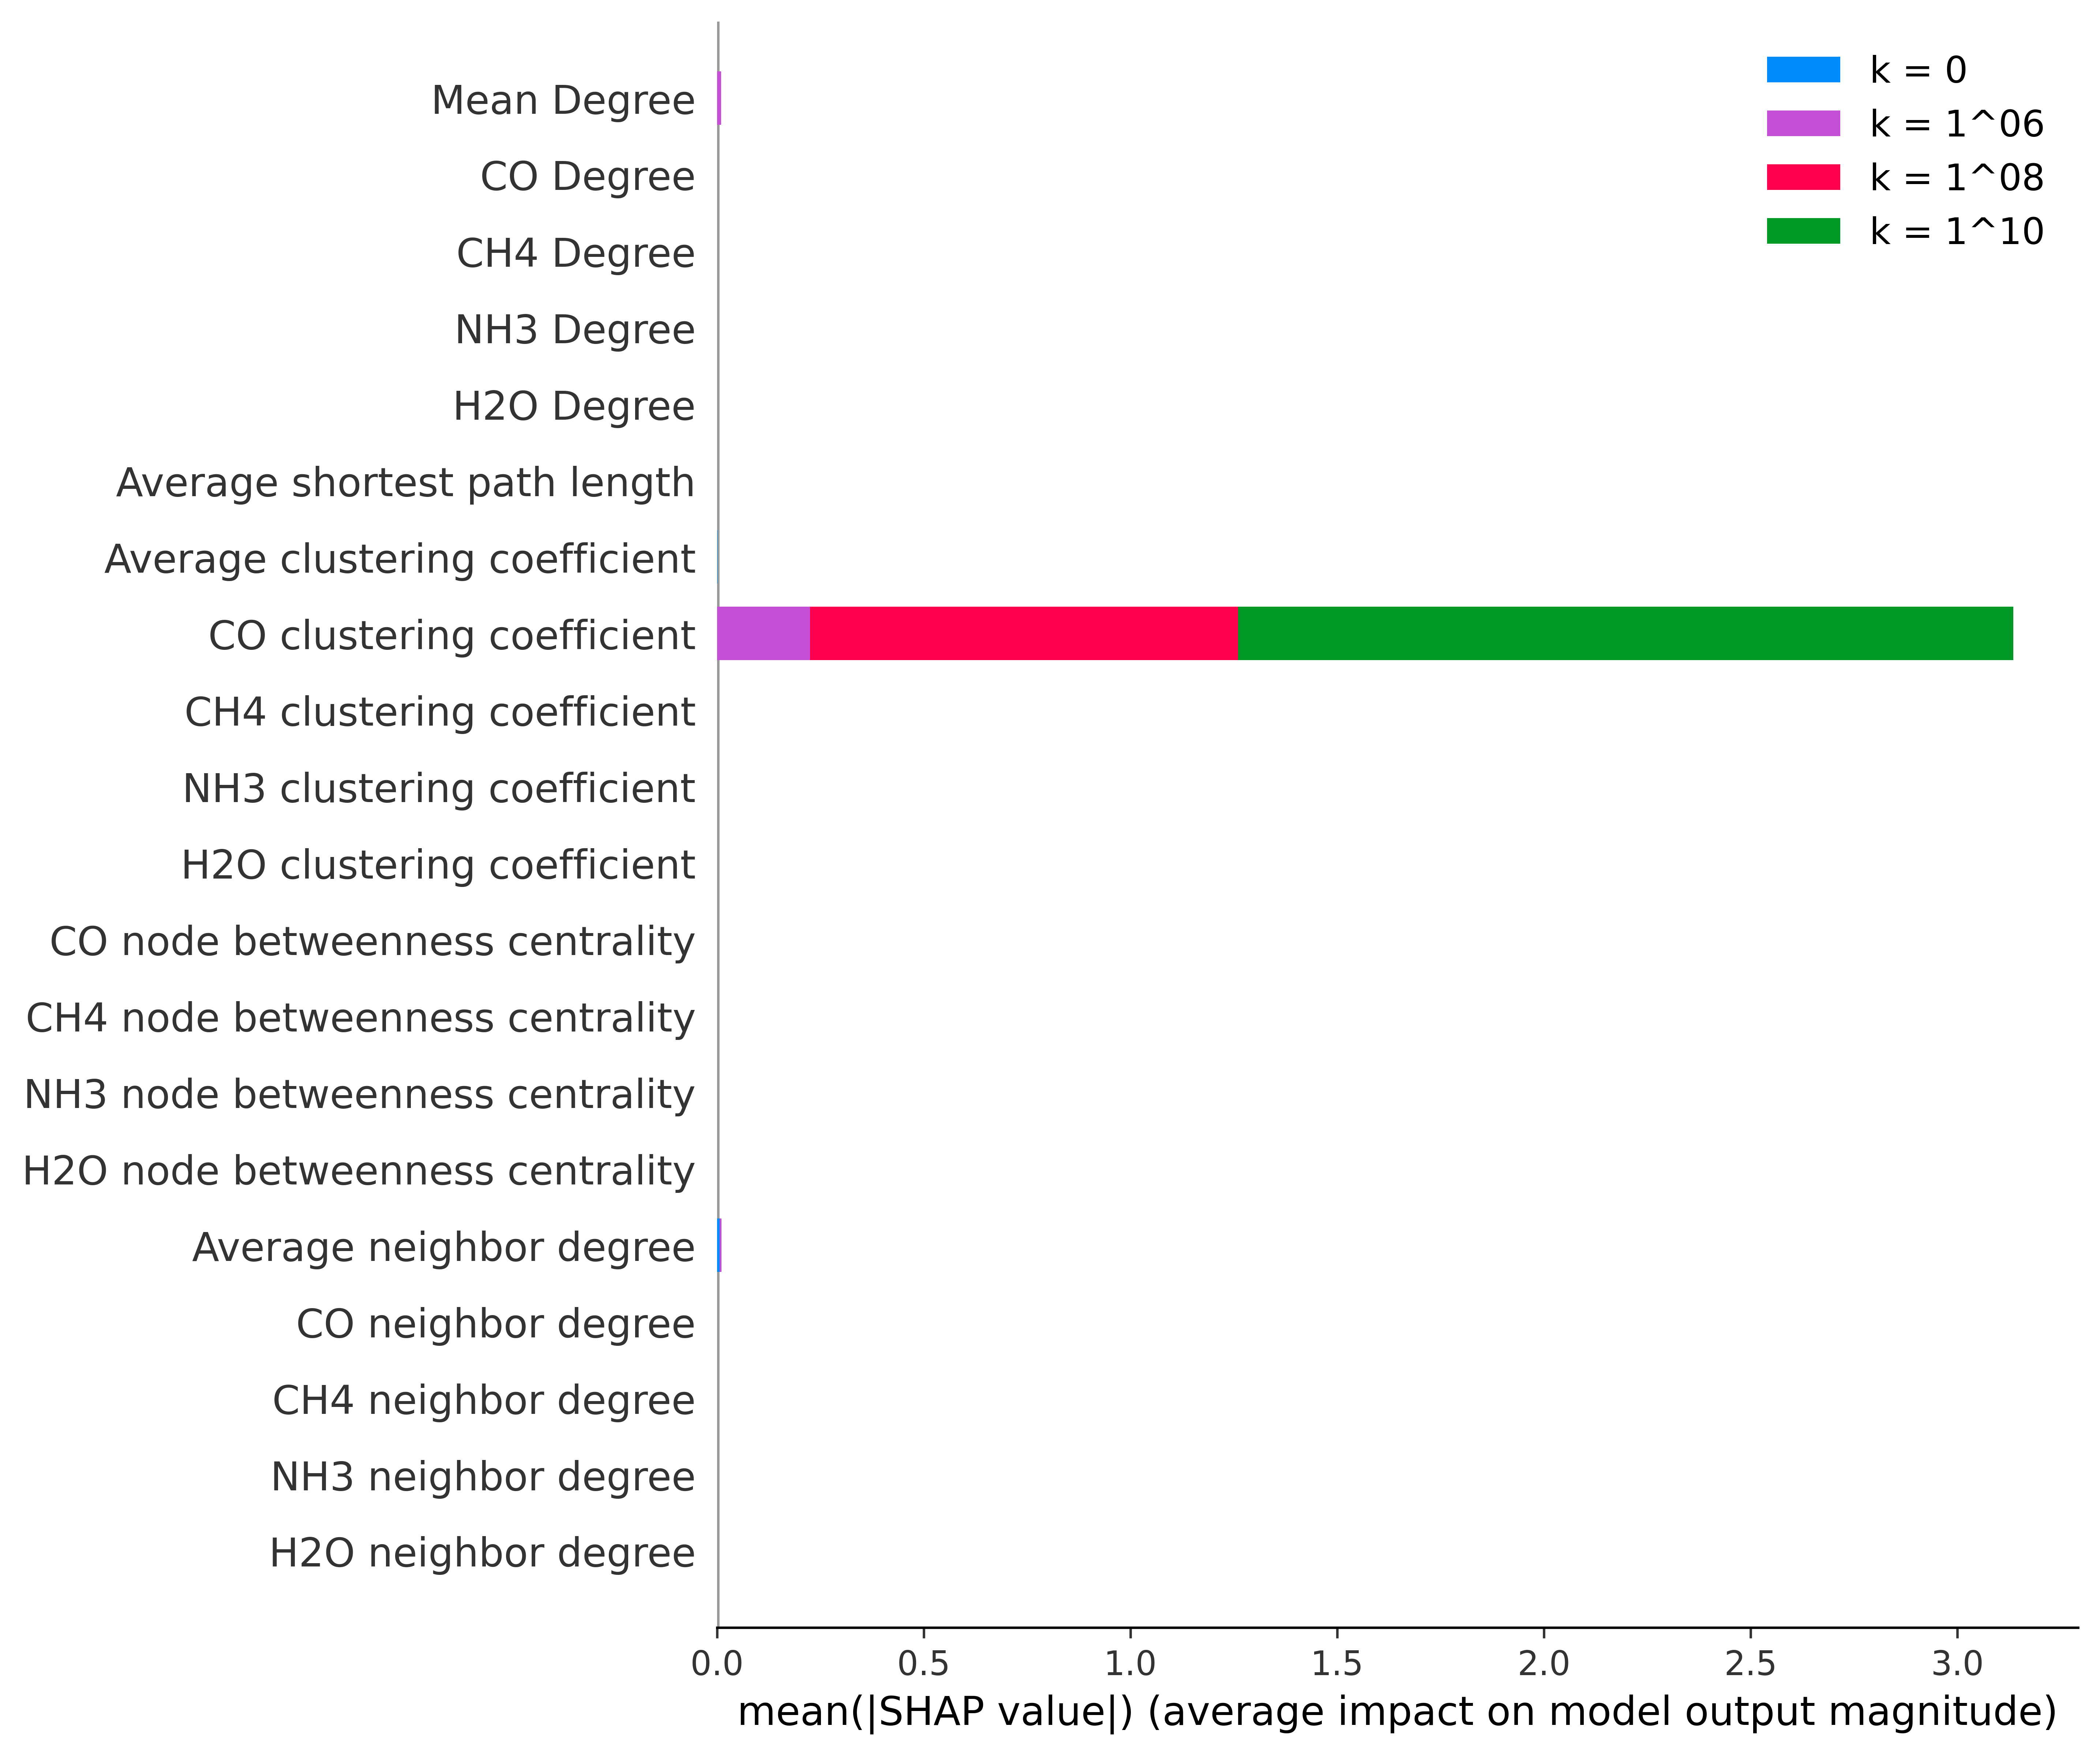 k = 0
k = 1^06
k = 1^08
k = 1^10
Mean Degree
CO Degree
CH4 Degree
NH3 Degree
H2O Degree
Average shortest path length
Average clustering coefficient
CO clustering coefficient
CH4 clustering coefficient
NH3 clustering coefficient
H2O clustering coefficient
CO node betweenness centrality
CH4 node betweenness centrality
NH3 node betweenness centrality
H2O node betweenness centrality
Average neighbor degree
CO neighbor degree
CH4 neighbor degree
NH3 neighbor degree
H2O neighbor degree
0.0 0.5 1.0 1.5 2.0 2.5 3.0
mean(|SHAP value|) (average impact on model output magnitude)